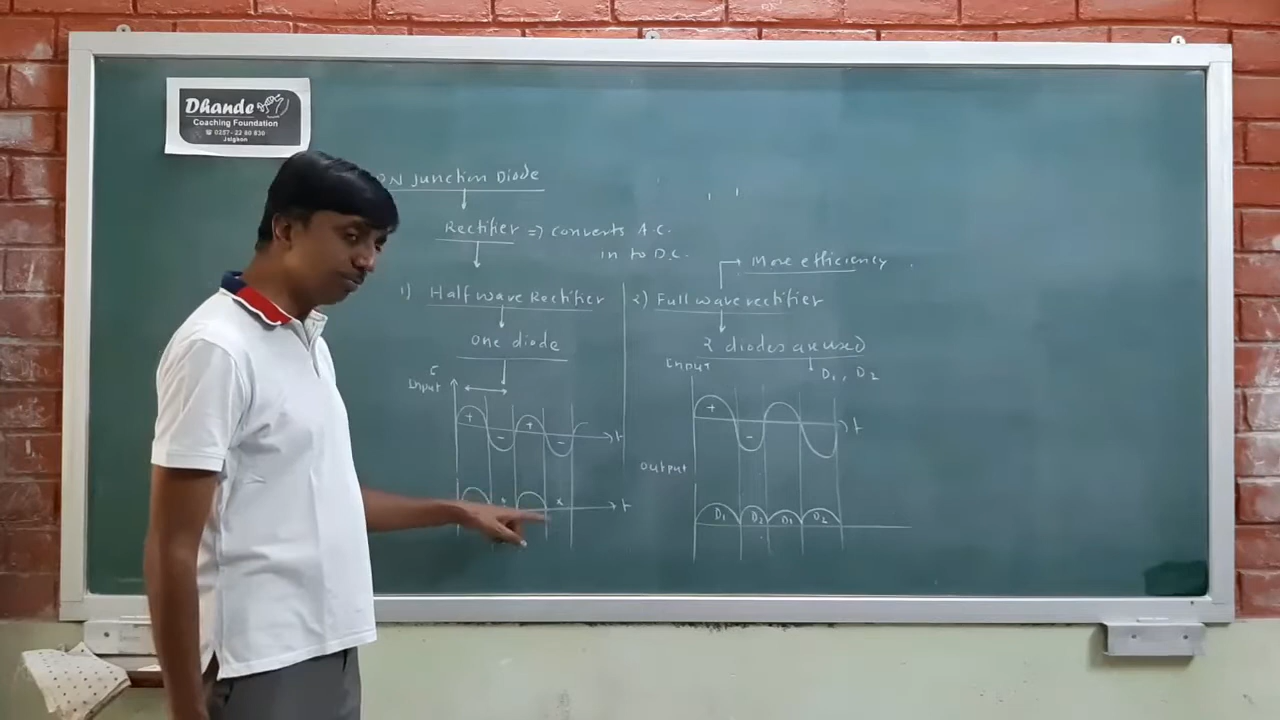 Dhande
Coaching Foundation
☎ 0257-22 80 830
Jalgaon
PN Junction Diode
Rectifier => converts A.C.
in to D.C.
More efficiency
1) Half wave Rectifier
2) Full wave rectifier
One diode
2 diodes are used
D1, D2
Input
+ - + -
t
x x
t
Input
+ -
t
Output
D1 D2 D1 D2